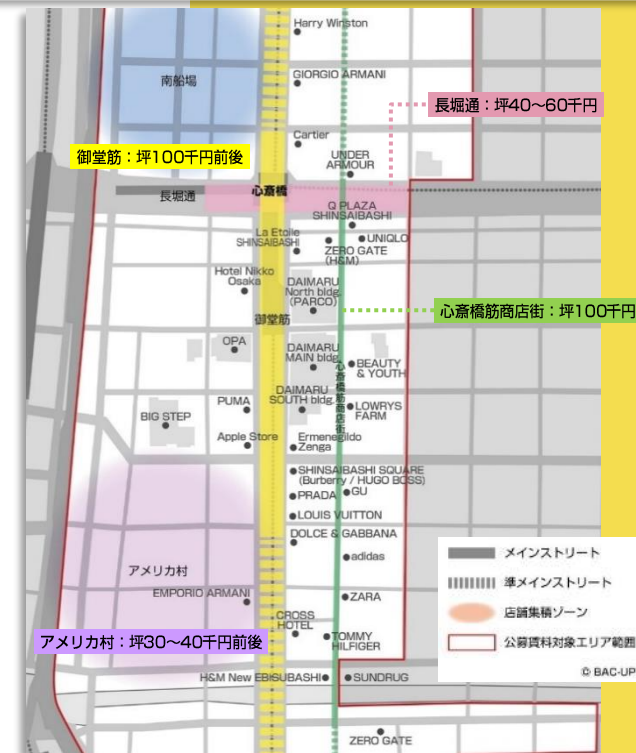 Harry Winston
南船場
GIORGIO ARMANI
長堀通：坪40～60千円
Cartier
御堂筋：坪100千円前後
UNDER
ARMOUR
心斎橋
長堀通
Q PLAZA
SHINSAIBASHI
La Etoile
SHINSAIBASHI
UNIQLO
ZERO GATE
(H&M)
Hotel Nikko
Osaka
DAIMARU
North bldg.
(PARCO)
心斎橋筋商店街：坪100千円
御堂筋
OPA
DAIMARU
MAIN bldg.
心斎橋筋商店街
BEAUTY
& YOUTH
DAIMARU
SOUTH bldg.
PUMA
LOWRYS
FARM
BIG STEP
Apple Store
Ermenegildo
Zenga
SHINSAIBASHI SQUARE
(Burberry / HUGO BOSS)
PRADA
GU
LOUIS VUITTON
DOLCE & GABBANA
adidas
アメリカ村
EMPORIO ARMANI
ZARA
CROSS
HOTEL
アメリカ村：坪30～40千円前後
TOMMY
HILFIGER
H&M New EBISUBASHI
SUNDRUG
ZERO GATE
メインストリート
準メインストリート
店舗集積ゾーン
公募賃料対象エリア範囲
© BAC-UP